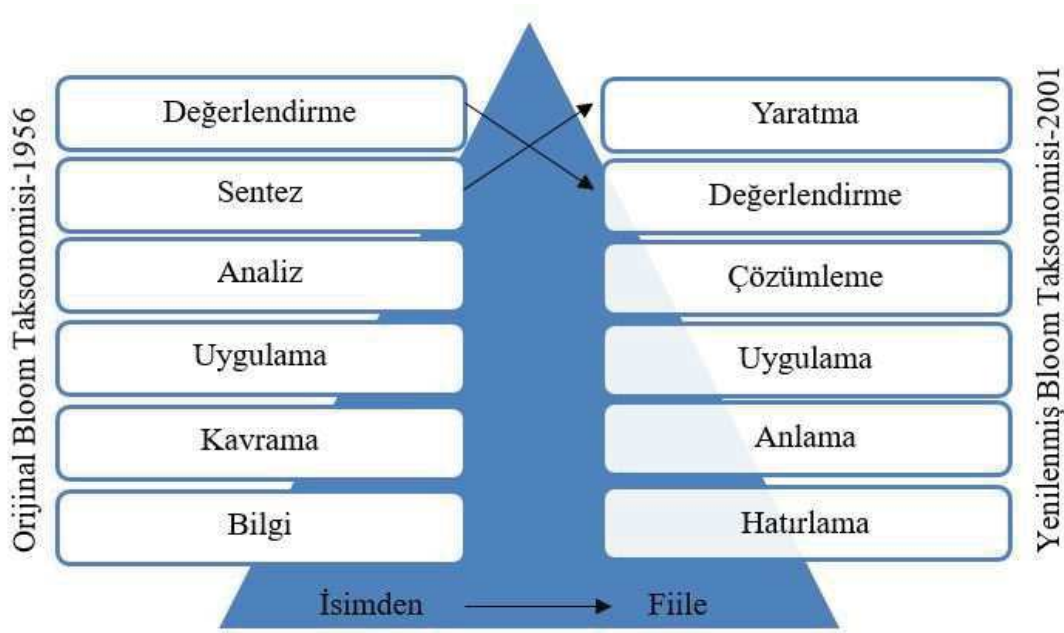 Orijinal Bloom Taksonomisi-1956
Değerlendirme
Sentez
Analiz
Uygulama
Kavrama
Bilgi
Yaratma
Değerlendirme
Çözümleme
Uygulama
Anlama
Hatırlama
Yenilenmiş Bloom Taksonomisi-2001
İsimden
Fiile